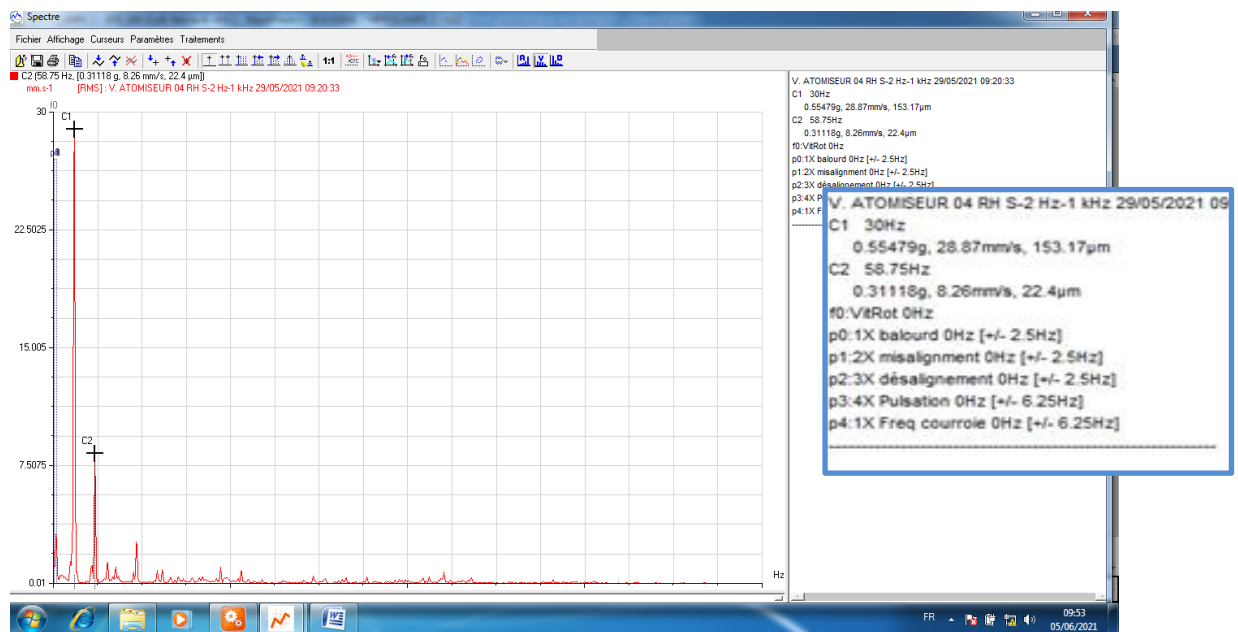 Spectre
Fichier Affichage Curseurs Paramètres Traitements
1:1
C2 (58.75 Hz, [0.31118 g, 8.26 mm/s, 22.4 µm])
mm.s-1 [RMS] : V. ATOMISEUR 04 RH S-2 Hz-1 kHz 29/05/2021 09:20:33
f0
30
C1
22.5025
15.005
C2
7.5075
0.01
Hz
V. ATOMISEUR 04 RH S-2 Hz-1 kHz 29/05/2021 09:20:33
C1 30Hz
0.55479g, 28.87mm/s, 153.17µm
C2 58.75Hz
0.31118g, 8.26mm/s, 22.4µm
f0:VitRot 0Hz
p0:1X balourd 0Hz [+/- 2.5Hz]
p1:2X misalignment 0Hz [+/- 2.5Hz]
p2:3X désalignement 0Hz [+/- 2.5Hz]
p3:4X P
p4:1X F
V. ATOMISEUR 04 RH S-2 Hz-1 kHz 29/05/2021 09
C1 30Hz
0.55479g, 28.87mm/s, 153.17µm
C2 58.75Hz
0.31118g, 8.26mm/s, 22.4µm
f0:VitRot 0Hz
p0:1X balourd 0Hz [+/- 2.5Hz]
p1:2X misalignment 0Hz [+/- 2.5Hz]
p2:3X désalignement 0Hz [+/- 2.5Hz]
p3:4X Pulsation 0Hz [+/- 6.25Hz]
p4:1X Freq courroie 0Hz [+/- 6.25Hz]
FR
09:53
05/06/2021